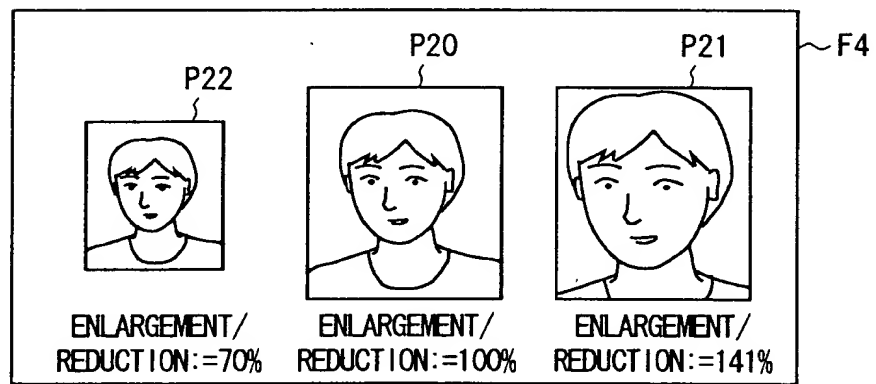 P22
P20
P21
F4
ENLARGEMENT/
REDUCTION:=70%
ENLARGEMENT/
REDUCTION:=100%
ENLARGEMENT/
REDUCTION:=141%